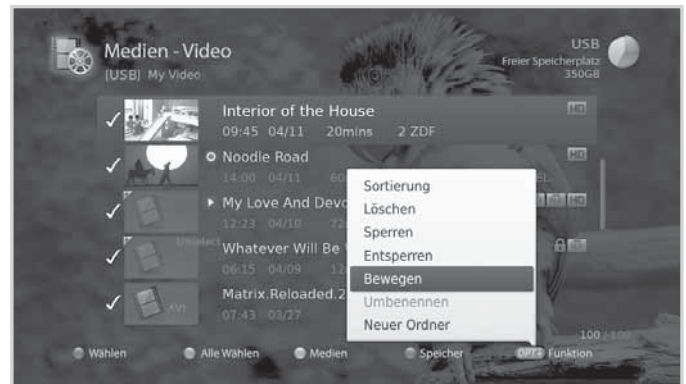 Medien - Video
[USB] My Video
USB
Freier Speicherplatz
350GB
Interior of the House
09:45 04/11 20mins 2 ZDF
HD
Noodle Road
14:00 04/11
HD
My Love And Devo
12:23 04/10
HD
Whatever Will Be
06:15 04/09
Matrix.Reloaded.2
07:43 03/27
AVI
Sortierung
Löschen
Sperren
Entsperren
Bewegen
Umbenennen
Neuer Ordner
100 / 100
Wählen
Alle Wählen
Medien
Speicher
OPT+ Funktion